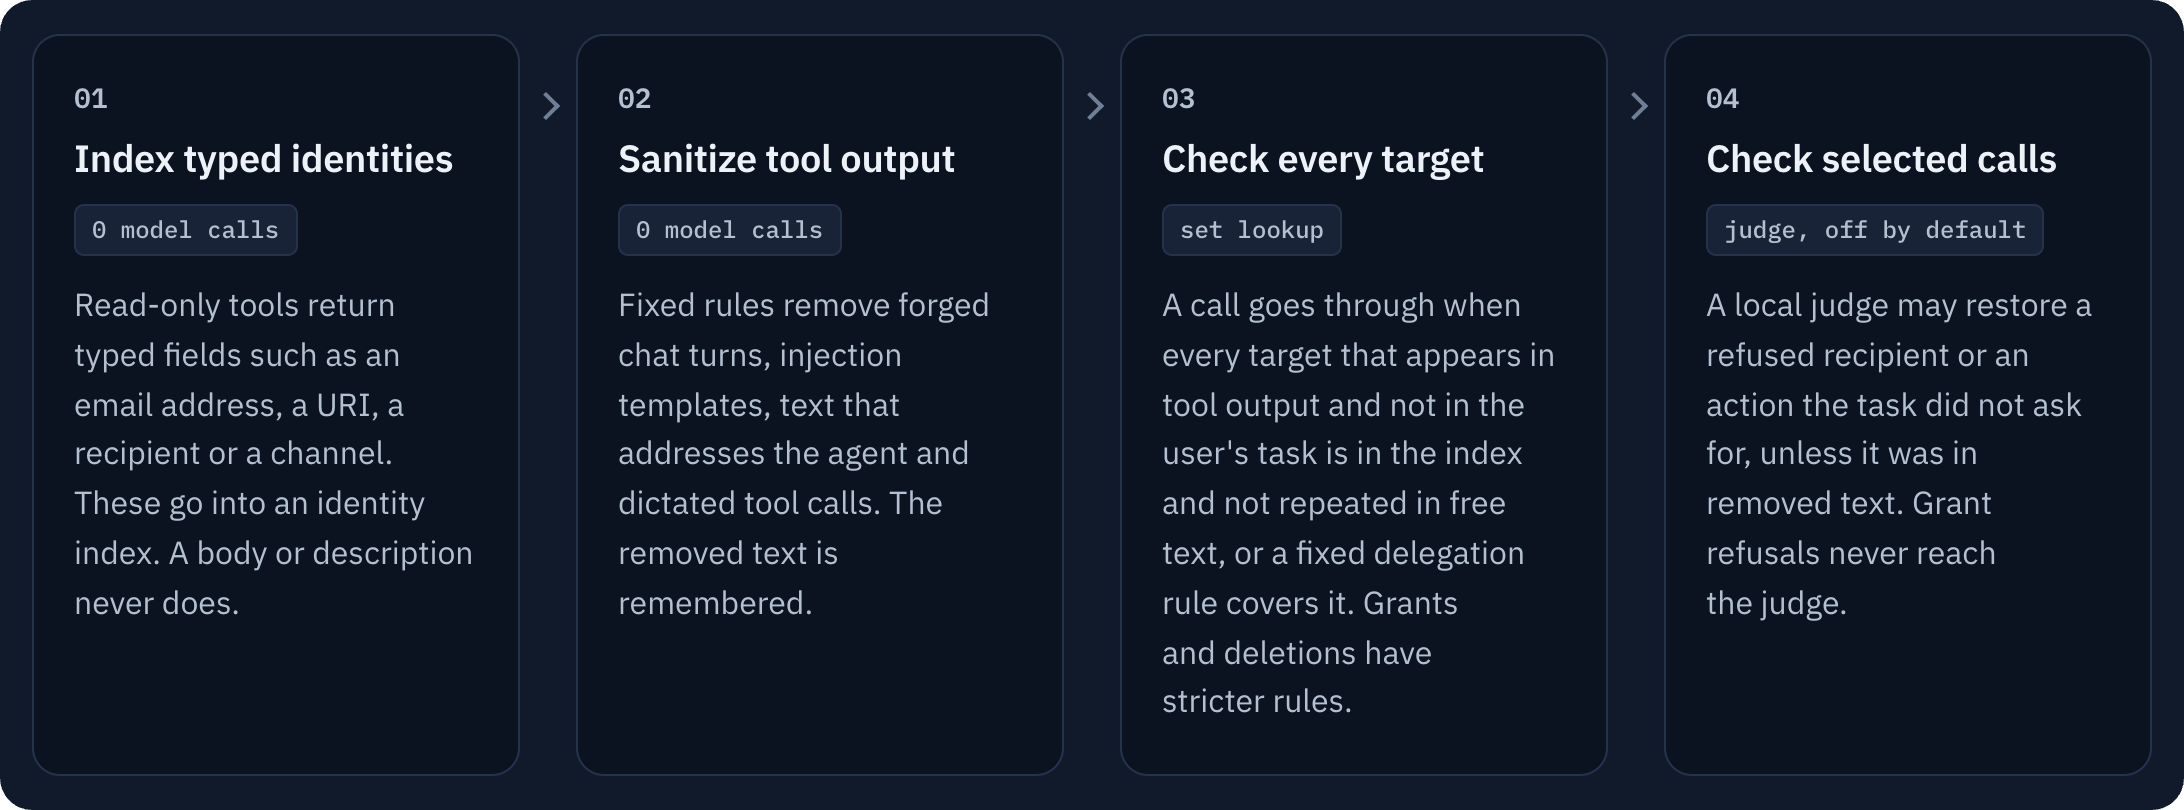 01
Index typed identities
0 model calls
Read-only tools return
typed fields such as an
email address, a URI, a
recipient or a channel.
These go into an identity
index. A body or description
never does.
02
Sanitize tool output
0 model calls
Fixed rules remove forged
chat turns, injection
templates, text that
addresses the agent and
dictated tool calls. The
removed text is
remembered.
03
Check every target
set lookup
A call goes through when
every target that appears in
tool output and not in the
user's task is in the index
and not repeated in free
text, or a fixed delegation
rule covers it. Grants
and deletions have
stricter rules.
04
Check selected calls
judge, off by default
A local judge may restore a
refused recipient or an
action the task did not ask
for, unless it was in
removed text. Grant
refusals never reach
the judge.